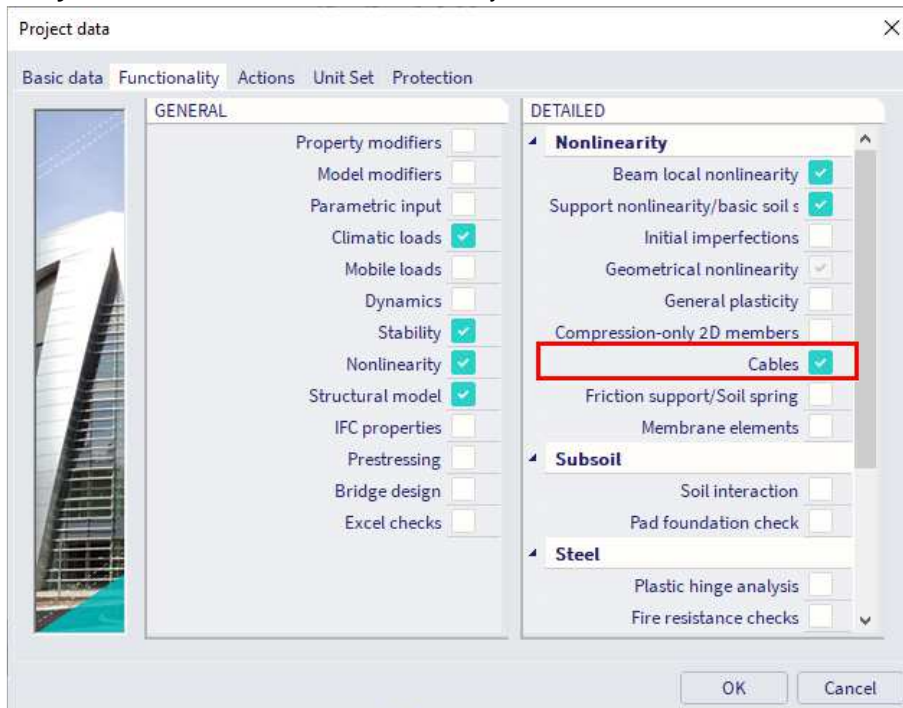 Project data
Basic data Functionality Actions Unit Set Protection
GENERAL
Property modifiers
Model modifiers
Parametric input
Climatic loads
Mobile loads
Dynamics
Stability
Nonlinearity
Structural model
IFC properties
Prestressing
Bridge design
Excel checks
DETAILED
Nonlinearity
Beam local nonlinearity
Support nonlinearity/basic soil s
Initial imperfections
Geometrical nonlinearity
General plasticity
Compression-only 2D members
Cables
Friction support/Soil spring
Membrane elements
Subsoil
Soil interaction
Pad foundation check
Steel
Plastic hinge analysis
Fire resistance checks
OK Cancel